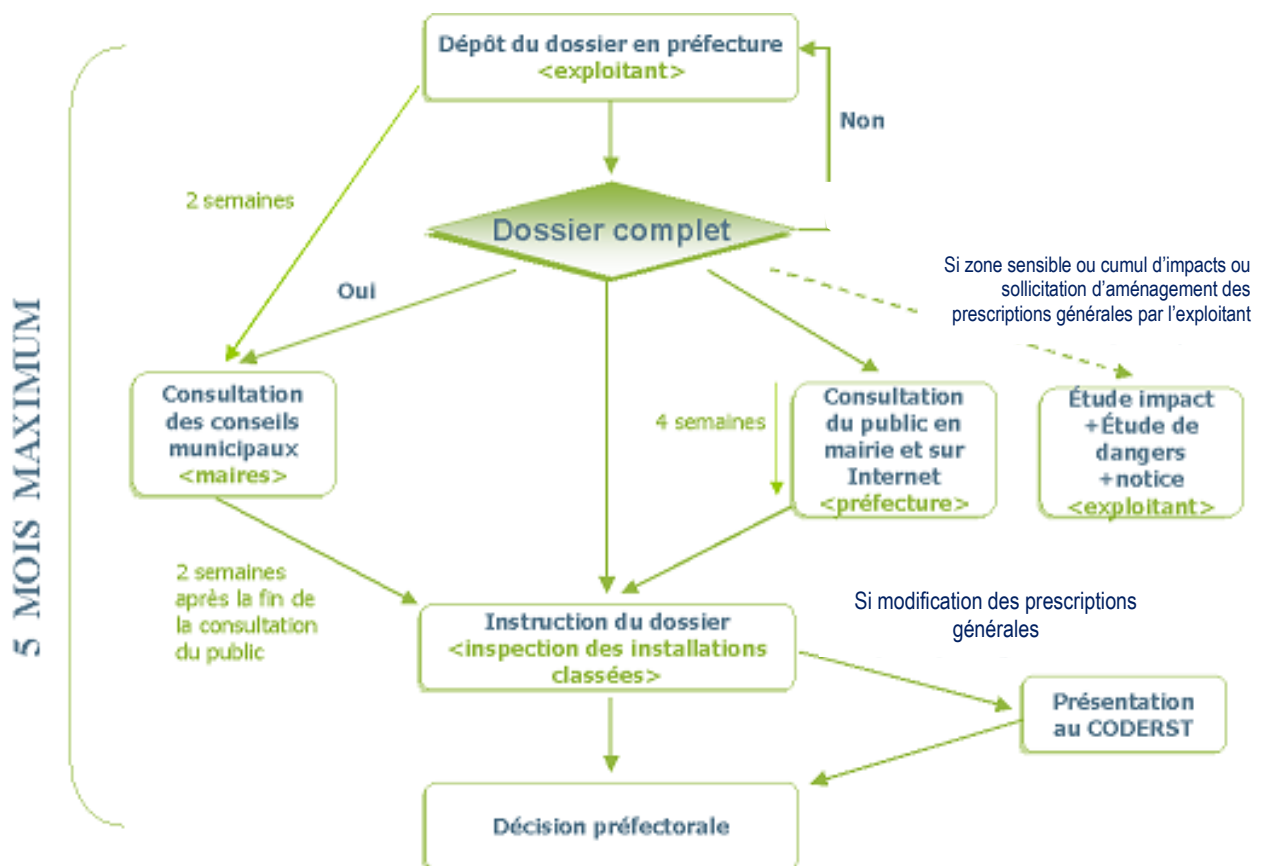 Dépôt du dossier en préfecture
<exploitant>
Non
2 semaines
Dossier complet
Si zone sensible ou cumul d'impacts ou
sollicitation d'aménagement des
prescriptions générales par l'exploitant
Oui
5 MOIS MAXIMUM
Consultation
des conseils
municipaux
<maires>
4 semaines
Consultation
du public en
mairie et sur
Internet
<préfecture>
Étude impact
+Étude de
dangers
+notice
<exploitant>
2 semaines
après la fin de
la consultation
du public
Instruction du dossier
<inspection des installations
classées>
Si modification des prescriptions
générales
Présentation
au CODERST
Décision préfectorale